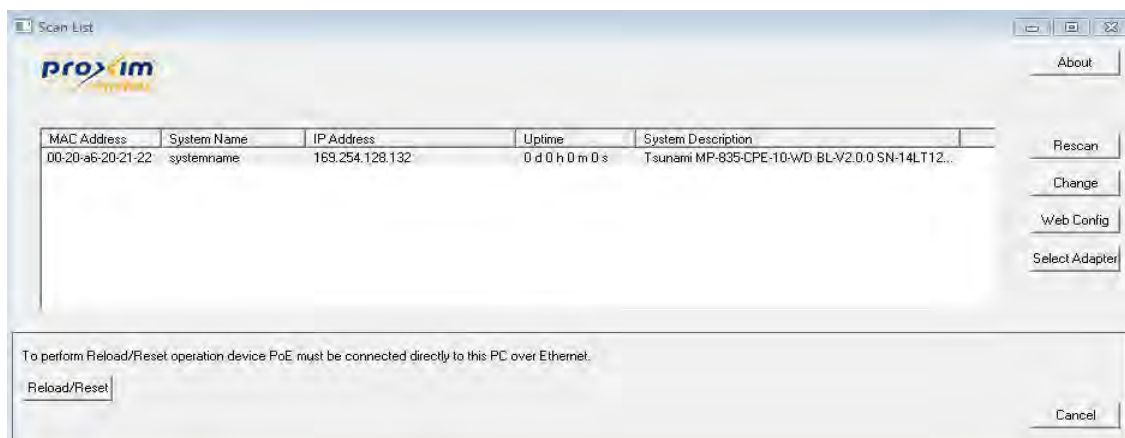 Scan List
proxim
About
MAC Address System Name IP Address Uptime System Description
00-20-a6-20-21-22 systemname 169.254.128.132 0 d 0 h 0 m 0 s Tsunami MP-835-CPE-10-WD BL-V2.0.0 SN-14LT12...
Rescan
Change
Web Config
Select Adapter
To perform Reload/Reset operation device PoE must be connected directly to this PC over Ethernet.
Reload/Reset
Cancel